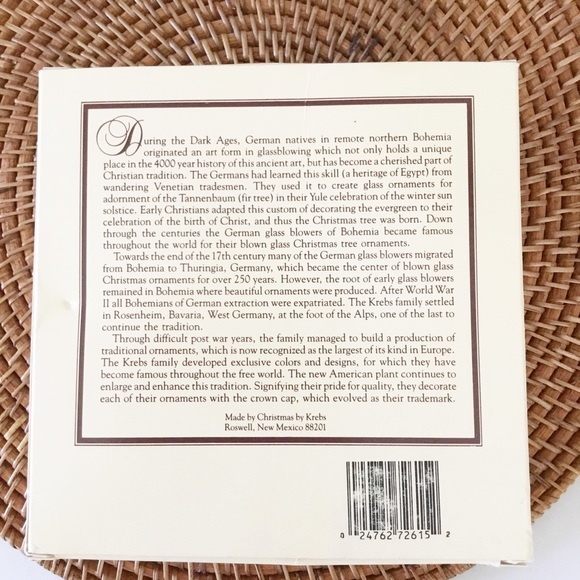 During the Dark Ages, German natives in remote northern Bohemia
originated an art form in glassblowing which not only holds a unique
place in the 4000 year history of this ancient art, but has become a cherished part of
Christian tradition. The Germans had learned this skill (a heritage of Egypt) from
wandering Venetian tradesmen. They used it to create glass ornaments for
adornment of the Tannenbaum (fir tree) in their Yule celebration of the winter sun
solstice. Early Christians adapted this custom of decorating the evergreen to their
celebration of the birth of Christ, and thus the Christmas tree was born. Down
through the centuries the German glass blowers of Bohemia became famous
throughout the world for their blown glass Christmas tree ornaments.
Towards the end of the 17th century many of the German glass blowers migrated
from Bohemia to Thuringia, Germany, which became the center of blown glass
Christmas ornaments for over 250 years. However, the root of early glass blowers
remained in Bohemia where beautiful ornaments were produced. After World War
II all Bohemians of German extraction were expatriated. The Krebs family settled
in Rosenheim, Bavaria, West Germany, at the foot of the Alps, one of the last to
continue the tradition.
Through difficult post war years, the family managed to build a production of
traditional ornaments, which is now recognized as the largest of its kind in Europe.
The Krebs family developed exclusive colors and designs, for which they have
become famous throughout the free world. The new American plant continues to
enlarge and enhance this tradition. Signifying their pride for quality, they decorate
each of their ornaments with the crown cap, which evolved as their trademark.
Made by Christmas by Krebs
Roswell, New Mexico 88201
0 24762 72615 2